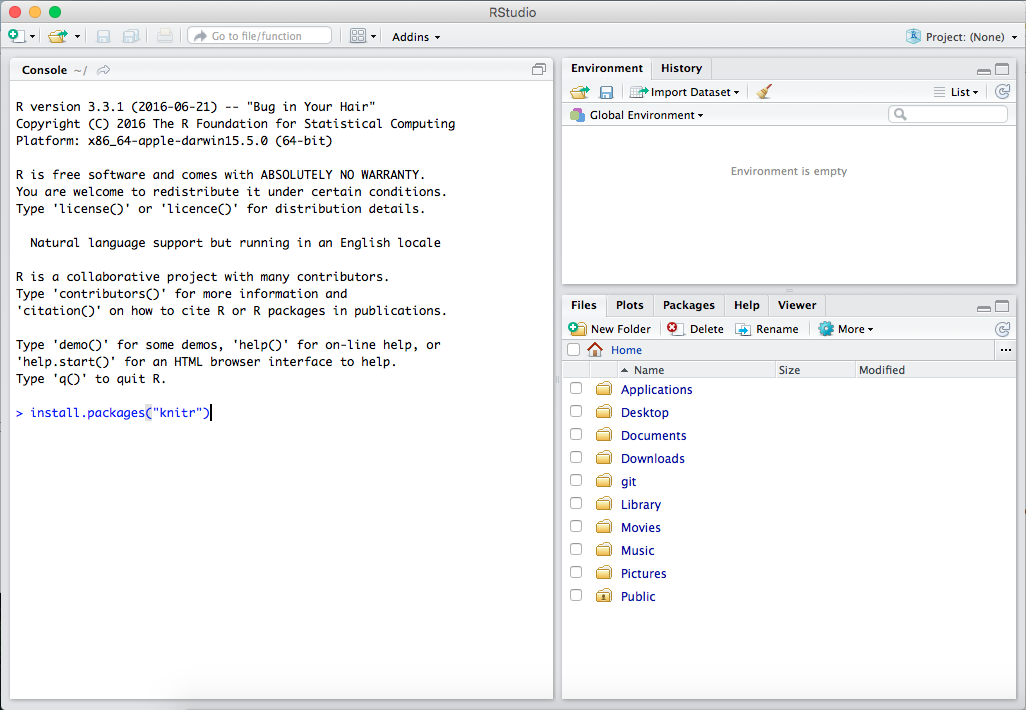 RStudio
Go to file/function
Addins
Project: (None)
Console ~/
R version 3.3.1 (2016-06-21) -- "Bug in Your Hair"
Copyright (C) 2016 The R Foundation for Statistical Computing
Platform: x86_64-apple-darwin15.5.0 (64-bit)
R is free software and comes with ABSOLUTELY NO WARRANTY.
You are welcome to redistribute it under certain conditions.
Type 'license()' or 'licence()' for distribution details.
Natural language support but running in an English locale
R is a collaborative project with many contributors.
Type 'contributors()' for more information and
'citation()' on how to cite R or R packages in publications.
Type 'demo()' for some demos, 'help()' for on-line help, or
'help.start()' for an HTML browser interface to help.
Type 'q()' to quit R.
> install.packages("knitr")
Environment History
Import Dataset List
Global Environment
Environment is empty
Files Plots Packages Help Viewer
New Folder Delete Rename More
Home ...
Name Size Modified
Applications
Desktop
Documents
Downloads
git
Library
Movies
Music
Pictures
Public